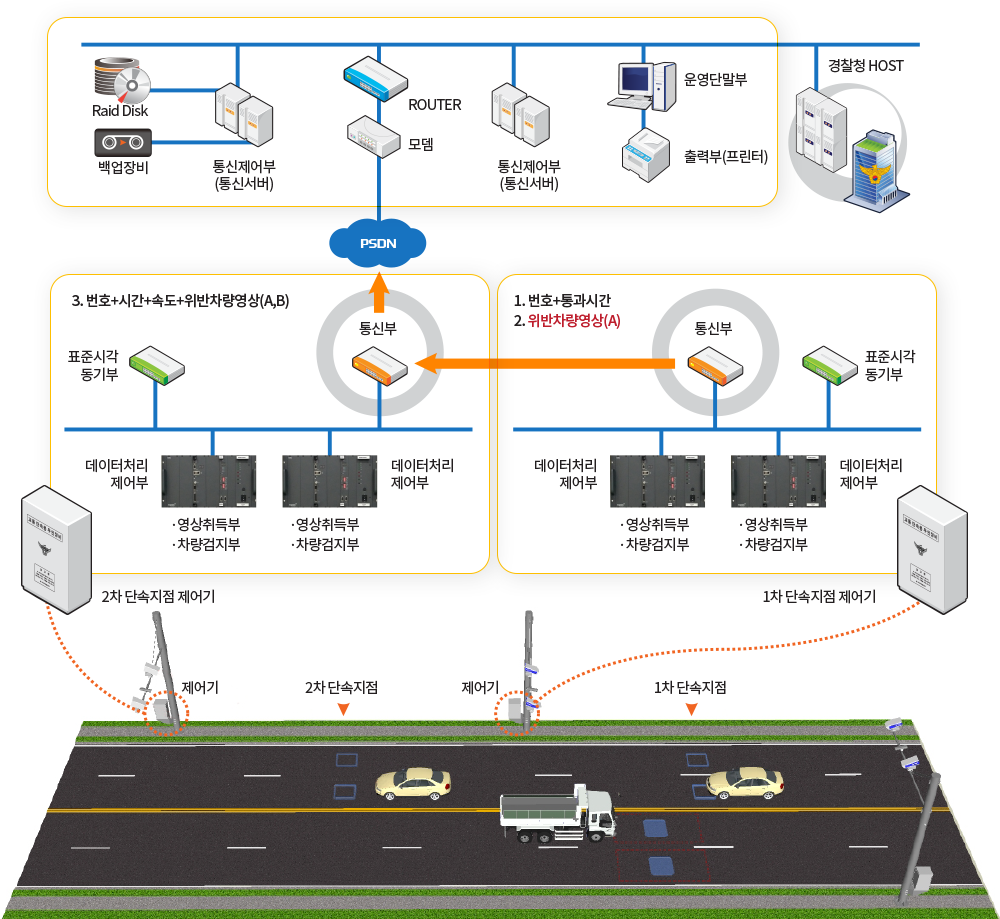 경찰청 HOST
Raid Disk
백업장비
통신제어부
(통신서버)
ROUTER
모뎀
통신제어부
(통신서버)
운영단말부
출력부(프린터)
PSDN
3. 번호+시간+속도+위반차량영상(A,B)
통신부
표준시각
동기부
데이터처리
제어부
데이터처리
제어부
·영상취득부
·차량검지부
·영상취득부
·차량검지부
2차 단속지점 제어기
1. 번호+통과시간
2. 위반차량영상(A)
통신부
표준시각
동기부
데이터처리
제어부
데이터처리
제어부
·영상취득부
·차량검지부
·영상취득부
·차량검지부
1차 단속지점 제어기
제어기
2차 단속지점
제어기
1차 단속지점